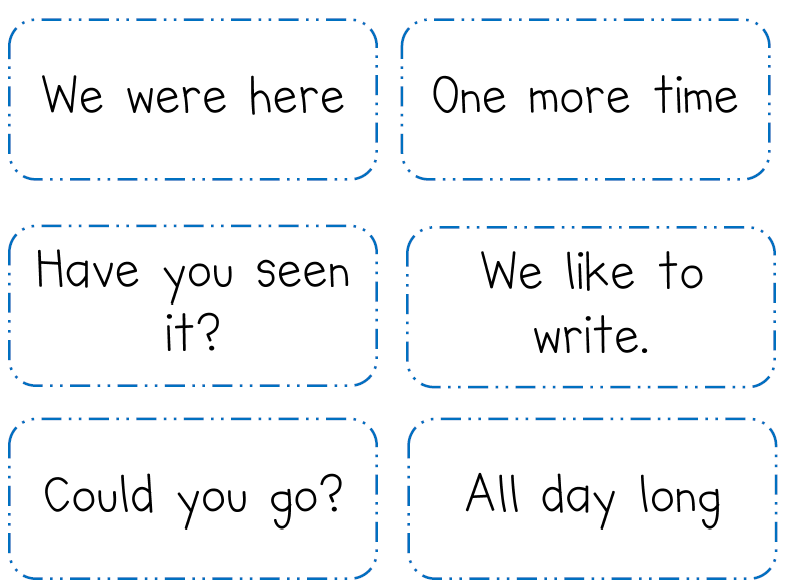 We were here
One more time
Have you seen
it?
We like to
write.
Could you go?
All day long